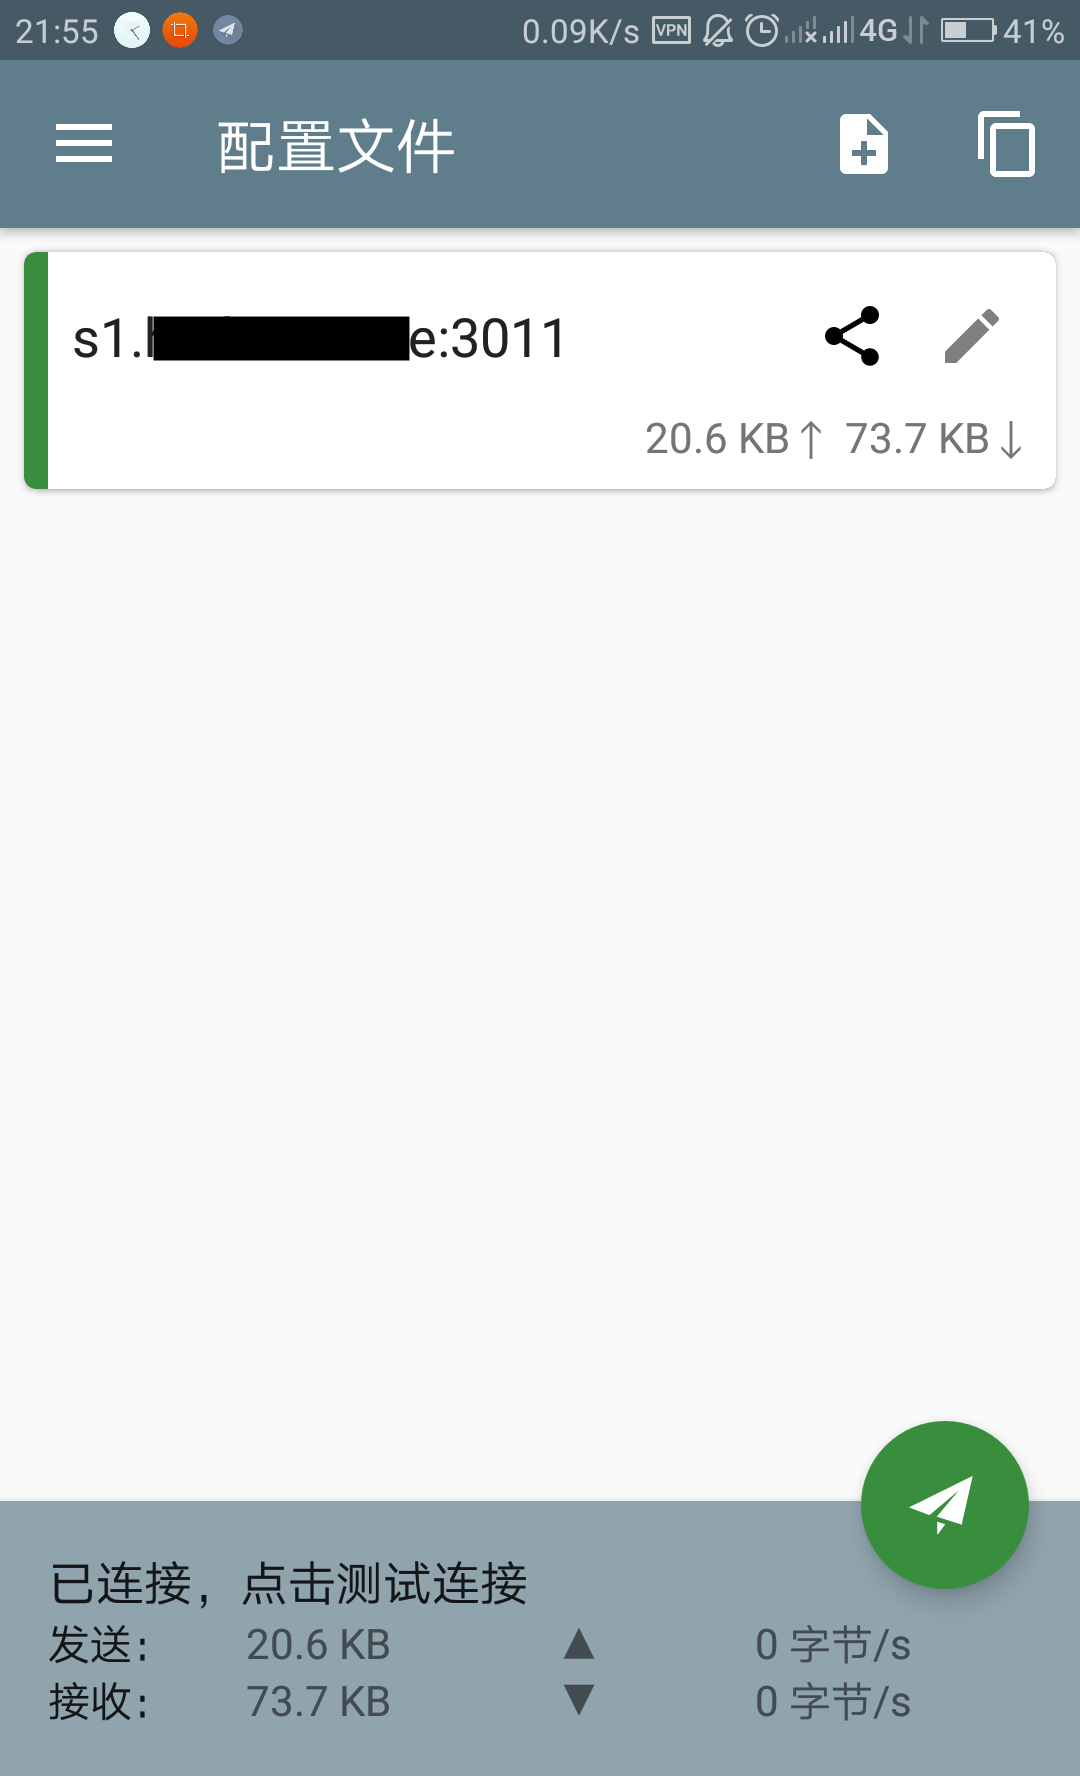 21:55 0.09K/s VPN 4G 41%
配置文件
s1. e:3011
20.6 KB↑ 73.7 KB↓
已连接，点击测试连接
发送: 20.6 KB ▲ 0 字节/s
接收: 73.7 KB ▼ 0 字节/s